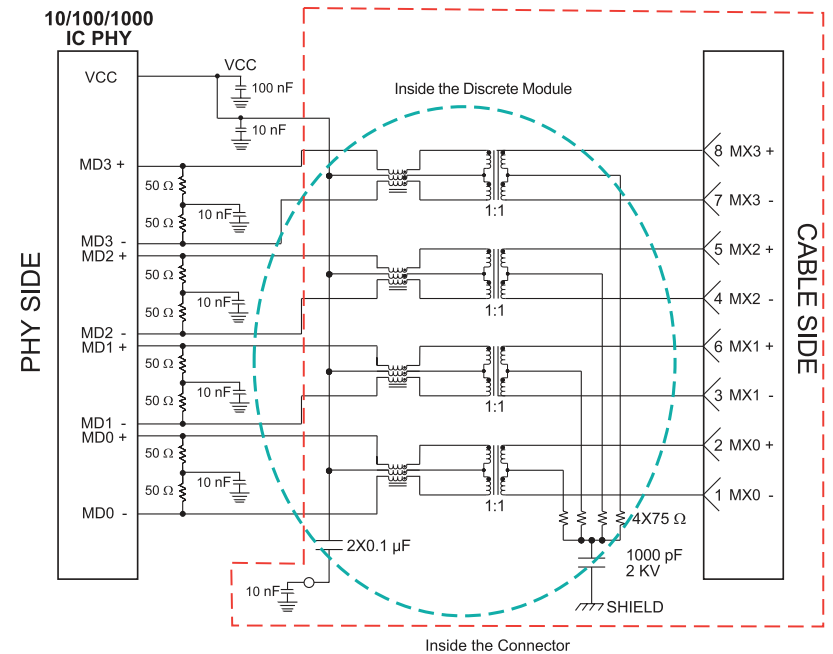 10/100/1000
IC PHY
VCC
VCC
100 nF
10 nF
Inside the Discrete Module
MD3 +
50 Ω
50 Ω
10 nF
MD3 -
MD2 +
50 Ω
50 Ω
10 nF
MD2 -
MD1 +
50 Ω
50 Ω
10 nF
MD1 -
MD0 +
50 Ω
50 Ω
10 nF
MD0 -
PHY SIDE
1:1
1:1
1:1
1:1
8 MX3 +
7 MX3 -
5 MX2 +
4 MX2 -
6 MX1 +
3 MX1 -
2 MX0 +
1 MX0 -
CABLE SIDE
4X75 Ω
2X0.1 µF
1000 pF
2 KV
10 nF
SHIELD
Inside the Connector